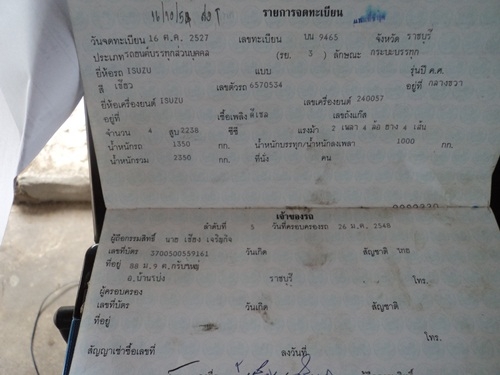 16/10/54
รายการจดทะเบียน
วันจดทะเบียน 16 ต.ค. 2527 เลขทะเบียน บน 9465 จังหวัด ราชบุรี
ประเภท รถยนต์บรรทุกส่วนบุคคล (รย. 3 ) ลักษณะ กระบะบรรทุก
ยี่ห้อรถ ISUZU แบบ รุ่นปี ค.ศ.
สี เขียว เลขตัวรถ 6570534 อยู่ที่ กลางขวา
ยี่ห้อเครื่องยนต์ ISUZU เลขเครื่องยนต์ 240057
อยู่ที่ เชื้อเพลิง ดีเซล เลขถังแก๊ส
จำนวน 4 สูบ 2238 ซีซี แรงม้า 2 เพลา 4 ล้อ ยาง 4 เส้น
น้ำหนักรถ 1350 กก. น้ำหนักบรรทุก/น้ำหนักลงเพลา 1000 กก.
น้ำหนักรวม 2350 กก. ที่นั่ง คน
เจ้าของรถ
ลำดับที่ 5 วันที่ครอบครองรถ 26 ม.ค. 2548
ผู้ถือกรรมสิทธิ์ นาย เชียง เจริญกิจ
เลขที่บัตร 3700500559161 วันเกิด สัญชาติ ไทย
ที่อยู่ 88 ม.9 ต.กรับใหญ่
อ.บ้านโป่ง ราชบุรี โทร.
ผู้ครอบครอง
เลขที่บัตร วันเกิด สัญชาติ
ที่อยู่
โทร.
สัญญาเช่าซื้อเลขที่ ลงวันที่